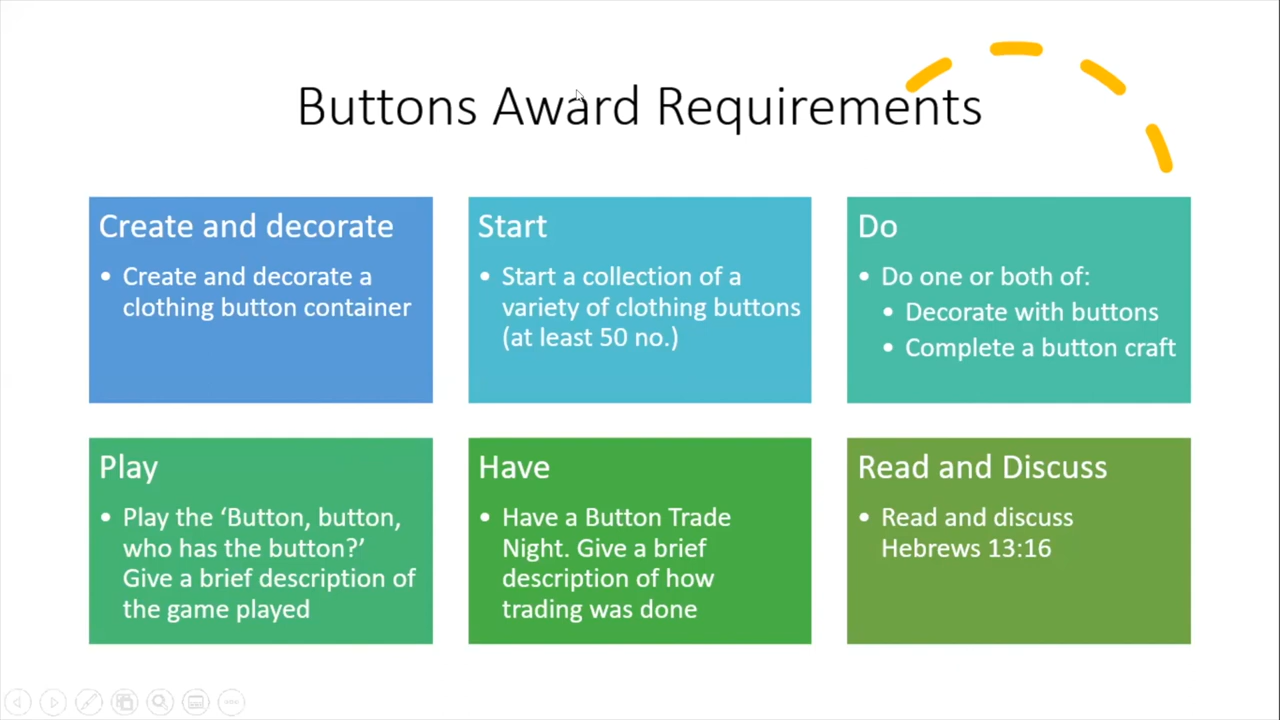 Buttons Award Requirements
Create and decorate
• Create and decorate a
clothing button container
Start
• Start a collection of a
variety of clothing buttons
(at least 50 no.)
Do
• Do one or both of:
• Decorate with buttons
• Complete a button craft
Play
• Play the ‘Button, button,
who has the button?’
Give a brief description of
the game played
Have
• Have a Button Trade
Night. Give a brief
description of how
trading was done
Read and Discuss
• Read and discuss
Hebrews 13:16